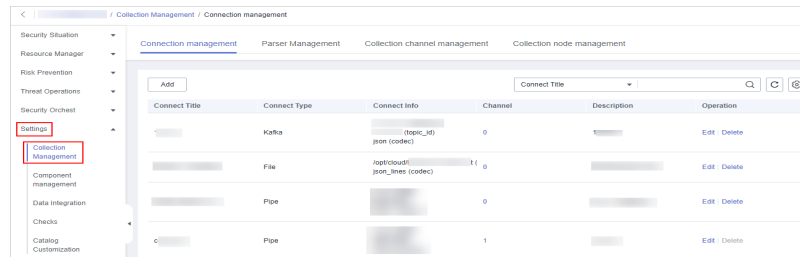 / Collection Management / Connection management
Security Situation
Resource Manager
Risk Prevention
Threat Operations
Security Orchest
Settings
Collection
Management
Component
management
Data Integration
Checks
Catalog
Customization
Connection management Parser Management Collection channel management Collection node management
Add Connect Title
Connect Title Connect Type Connect Info Channel Description Operation
Kafka (topic_id) 0 Edit Delete
json (codec)
File /opt/cloud/ t ( 0 Edit Delete
json_lines (codec)
Pipe 0 Edit Delete
Pipe 1 Edit Delete